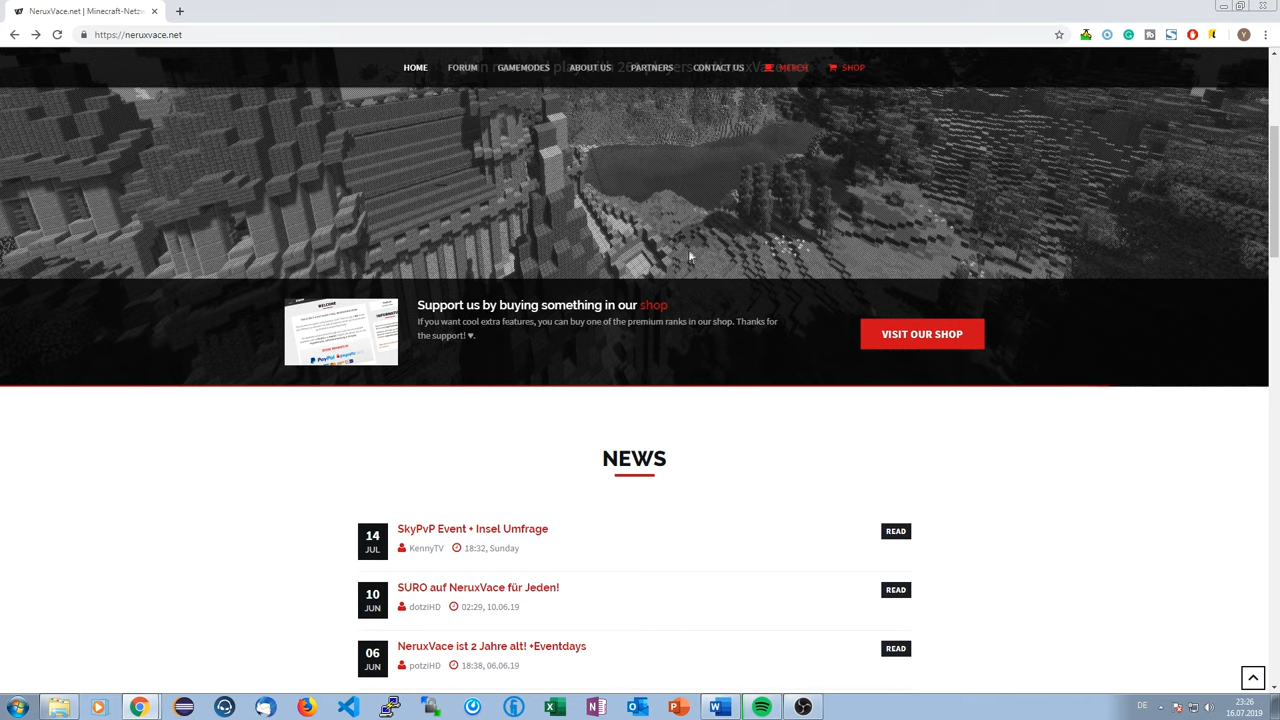 NeruxVace.net | Minecraft-Netzw
https://neruxvace.net
HOME FORUM GAMEMODES ABOUT US PARTNERS CONTACT US MERCH SHOP
Support us by buying something in our shop
If you want cool extra features, you can buy one of the premium ranks in our shop. Thanks for
the support! ♥.
VISIT OUR SHOP
WELCOME
PayPal
NEWS
14
JUL
SkyPvP Event + Insel Umfrage
KennyTV 18:32, Sunday
READ
10
JUN
SURO auf NeruxVace für Jeden!
dotziHD 02:29, 10.06.19
READ
06
JUN
NeruxVace ist 2 Jahre alt! +Eventdays
potziHD 18:38, 06.06.19
READ
DE
23:26
16.07.2019